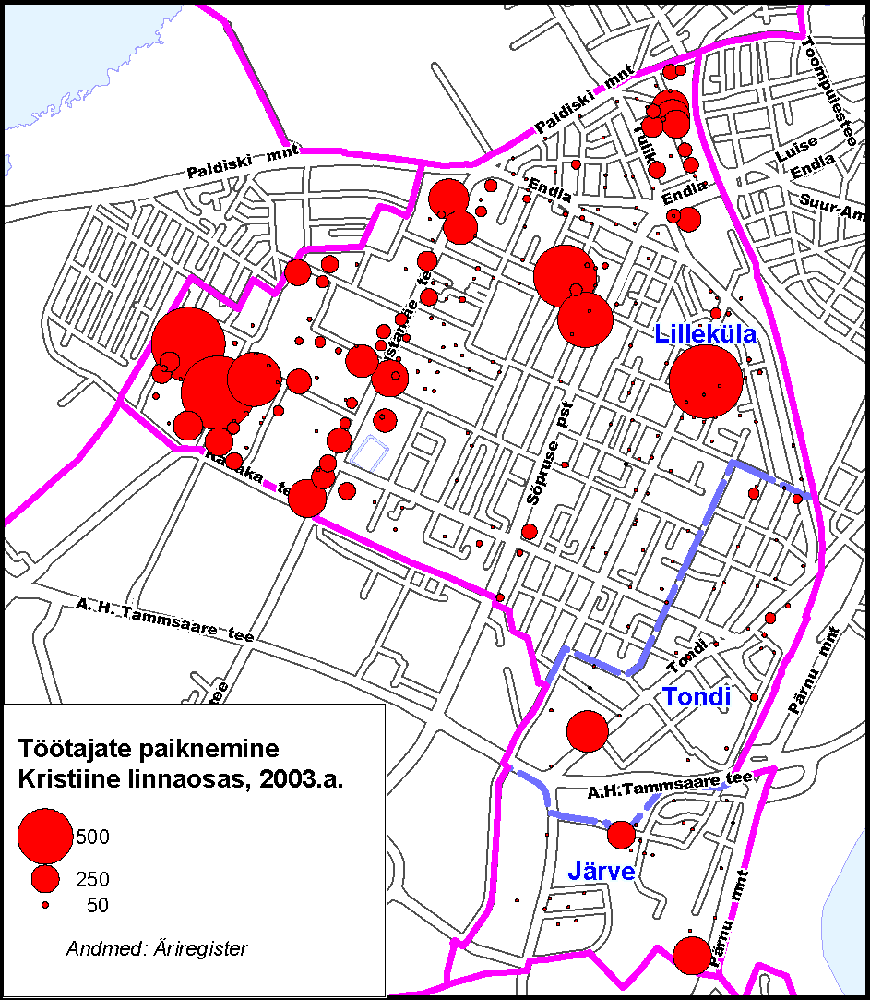 Toompuiestee
Paldiski mnt
Paldiski mnt
Tulika
Luise
Endla
Endla
Endla
Suur-Am
Lilleküla
Sõpruse pst
A. H. Tammsaare tee
tee
Tondi
Tondi
Pärnu mnt
A.H.Tammsaare tee
Järve
Pärnu mnt
Töötajate paiknemine
Kristiine linnaosas, 2003.a.
500
250
50
Andmed: Äriregister